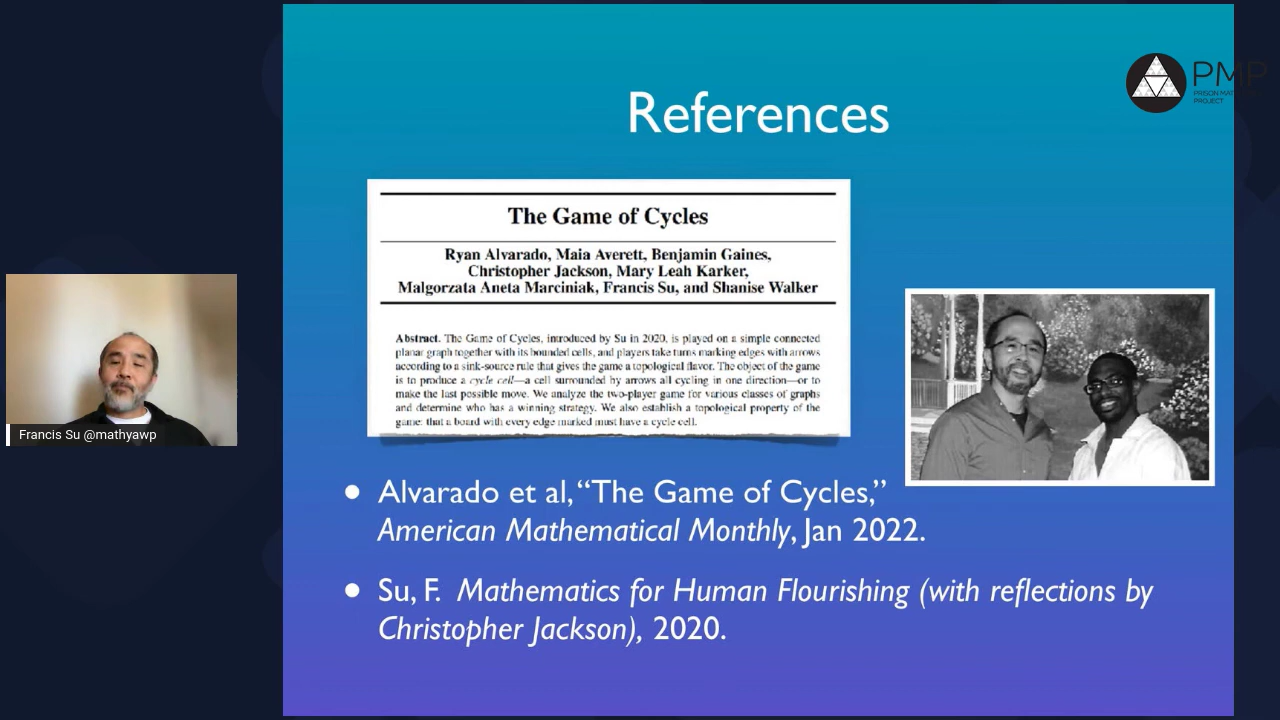 References
PMP
PRISON MAT
PROJECT
The Game of Cycles
Ryan Alvarado, Maia Averett, Benjamin Gaines,
Christopher Jackson, Mary Leah Karker,
Malgorzata Aneta Marciniak, Francis Su, and Shanise Walker
Abstract. The Game of Cycles, introduced by Su in 2020, is played on a simple connected
planar graph together with its bounded cells, and players take turns marking edges with arrows
according to a sink-source rule that gives the game a topological flavor. The object of the game
is to produce a cycle cell—a cell surrounded by arrows all cycling in one direction—or to
make the last possible move. We analyze the two-player game for various classes of graphs
and determine who has a winning strategy. We also establish a topological property of the
game: that a board with every edge marked must have a cycle cell.
Francis Su @mathyawp
• Alvarado et al, “The Game of Cycles,”
American Mathematical Monthly, Jan 2022.
• Su, F. Mathematics for Human Flourishing (with reflections by
Christopher Jackson), 2020.